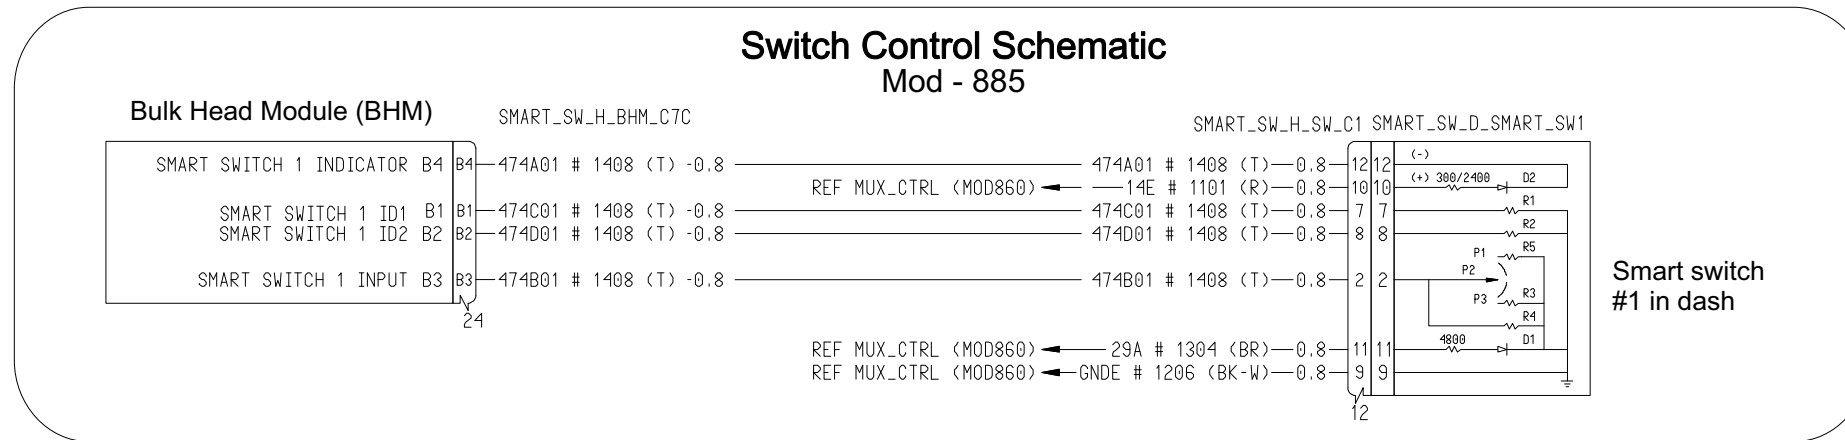 Switch Control Schematic
Mod - 885
Bulk Head Module (BHM)
SMART_SW_H_BHM_C7C
SMART_SW_H_SW_C1 SMART_SW_D_SMART_SW1
SMART SWITCH 1 INDICATOR B4 B4 474A01 # 1408 (T) -0.8 474A01 # 1408 (T) 0.8 12 12 (-)
REF MUX_CTRL (MOD860) 14E # 1101 (R) 0.8 10 10 (+) 300/2400 D2
SMART SWITCH 1 ID1 B1 B1 474C01 # 1408 (T) -0.8 474C01 # 1408 (T) 0.8 7 7 R1
SMART SWITCH 1 ID2 B2 B2 474D01 # 1408 (T) -0.8 474D01 # 1408 (T) 0.8 8 8 R2
P1 R5
P2
SMART SWITCH 1 INPUT B3 B3 474B01 # 1408 (T) -0.8 474B01 # 1408 (T) 0.8 2 2
P3 R3
R4
Smart switch
#1 in dash
24
4800 D1
REF MUX_CTRL (MOD860) 29A # 1304 (BR) 0.8 11 11
REF MUX_CTRL (MOD860) GNDE # 1206 (BK-W) 0.8 9 9
12